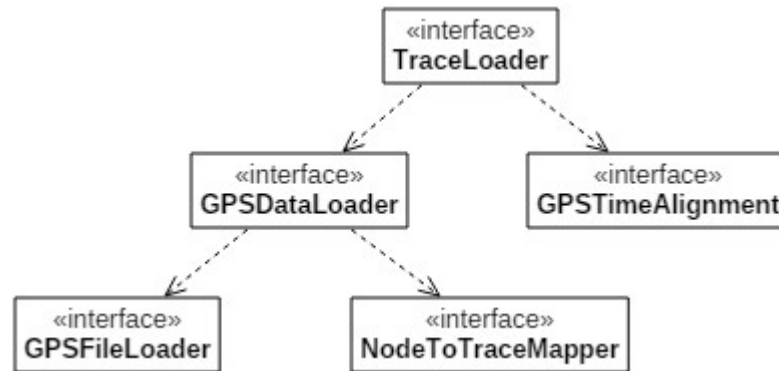 «interface»
TraceLoader
«interface»
GPSDataLoader
«interface»
GPSTimeAlignment
«interface»
GPSFileLoader
«interface»
NodeToTraceMapper